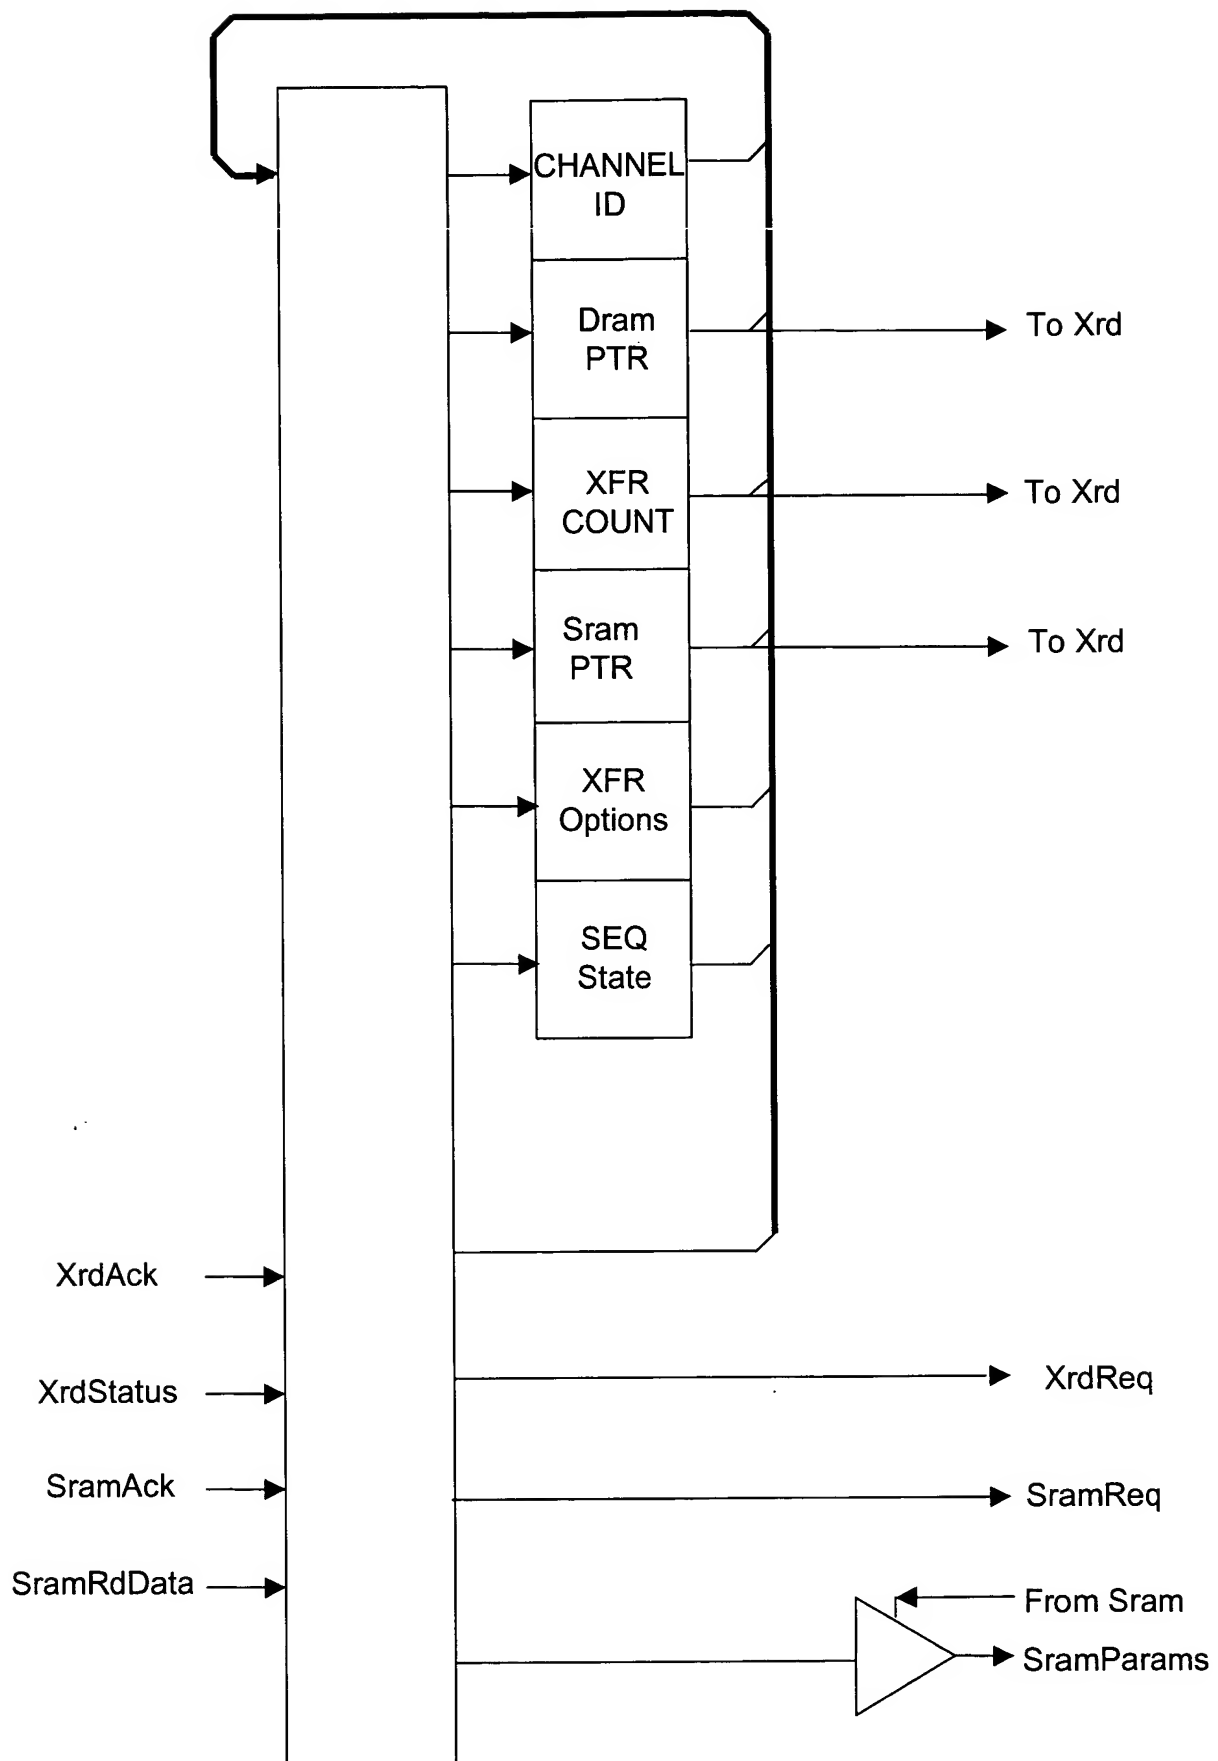 CHANNEL
ID
Dram
PTR
To Xrd
XFR
COUNT
To Xrd
Sram
PTR
To Xrd
XFR
Options
SEQ
State
XrdAck
XrdStatus
XrdReq
SramAck
SramReq
SramRdData
From Sram
SramParams